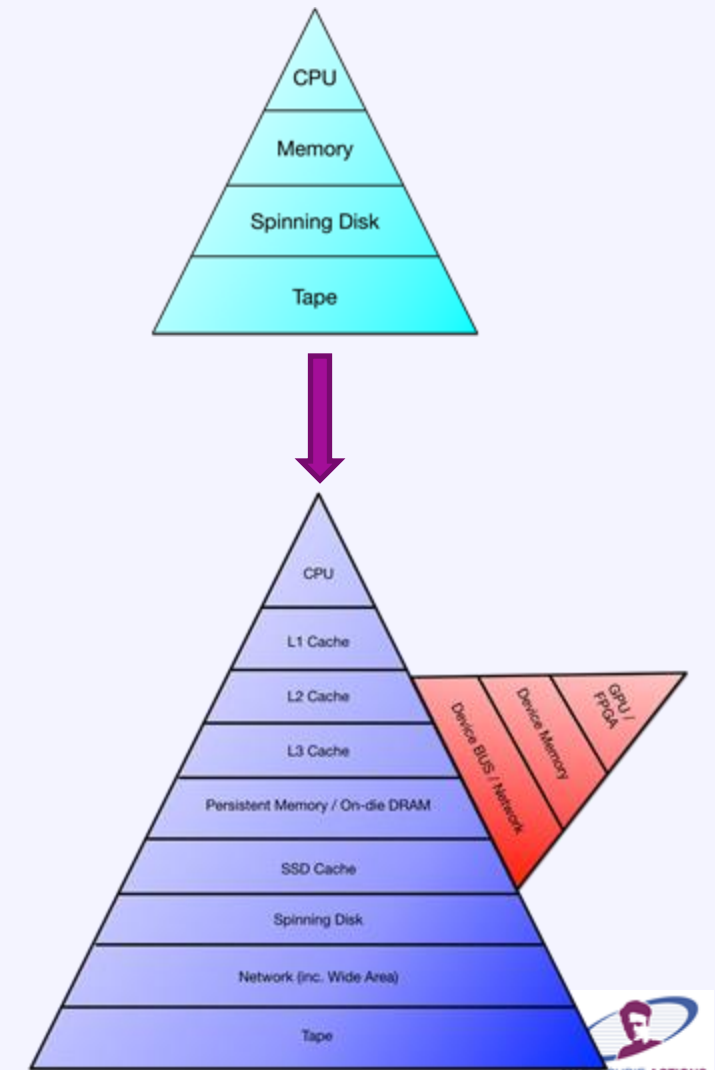 CPU
Memory
Spinning Disk
Tape
CPU
L1 Cache
L2 Cache
L3 Cache
Persistent Memory / On-die DRAM
SSD Cache
Spinning Disk
Network (inc. Wide Area)
Tape
Device BUS / Network
Device Memory
GPU /
FPGA